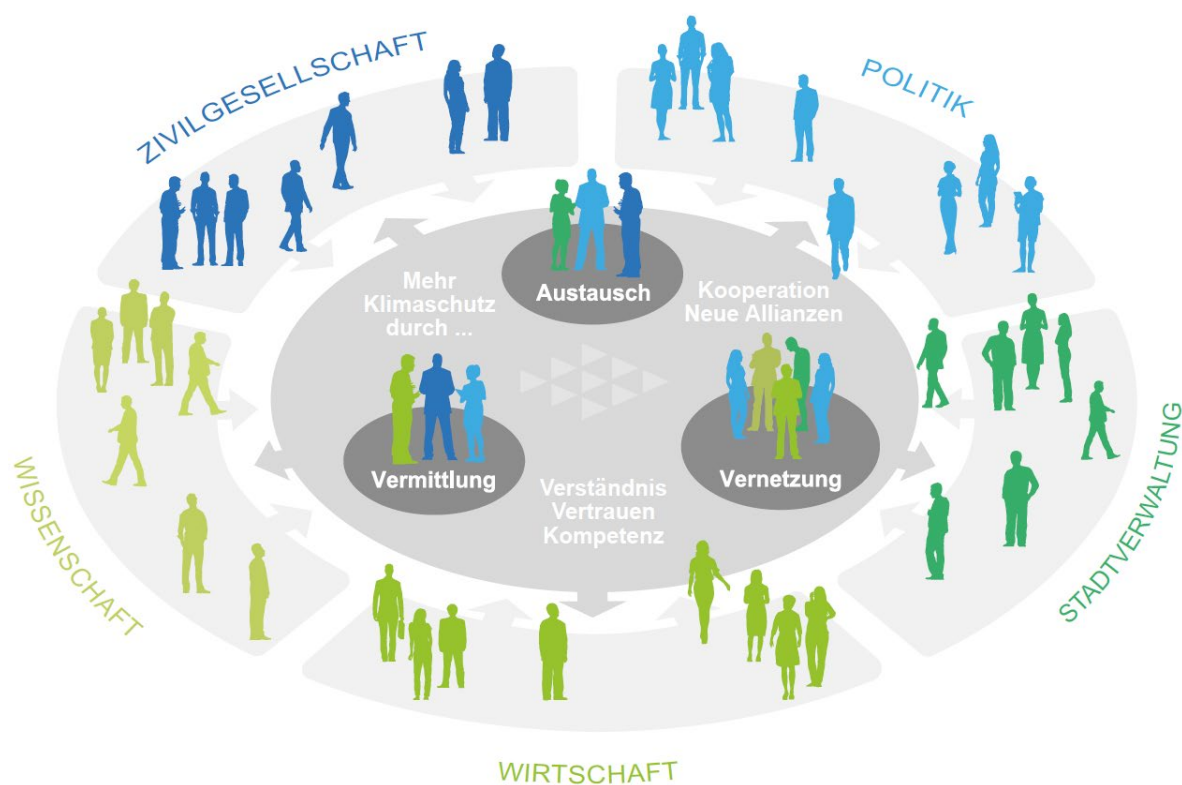 ZIVILGESELLSCHAFT
POLITIK
Austausch
Mehr
Klimaschutz
durch ...
Kooperation
Neue Allianzen
Vermittlung
Vernetzung
Verständnis
Vertrauen
Kompetenz
WISSENSCHAFT
STADTVERWALTUNG
WIRTSCHAFT